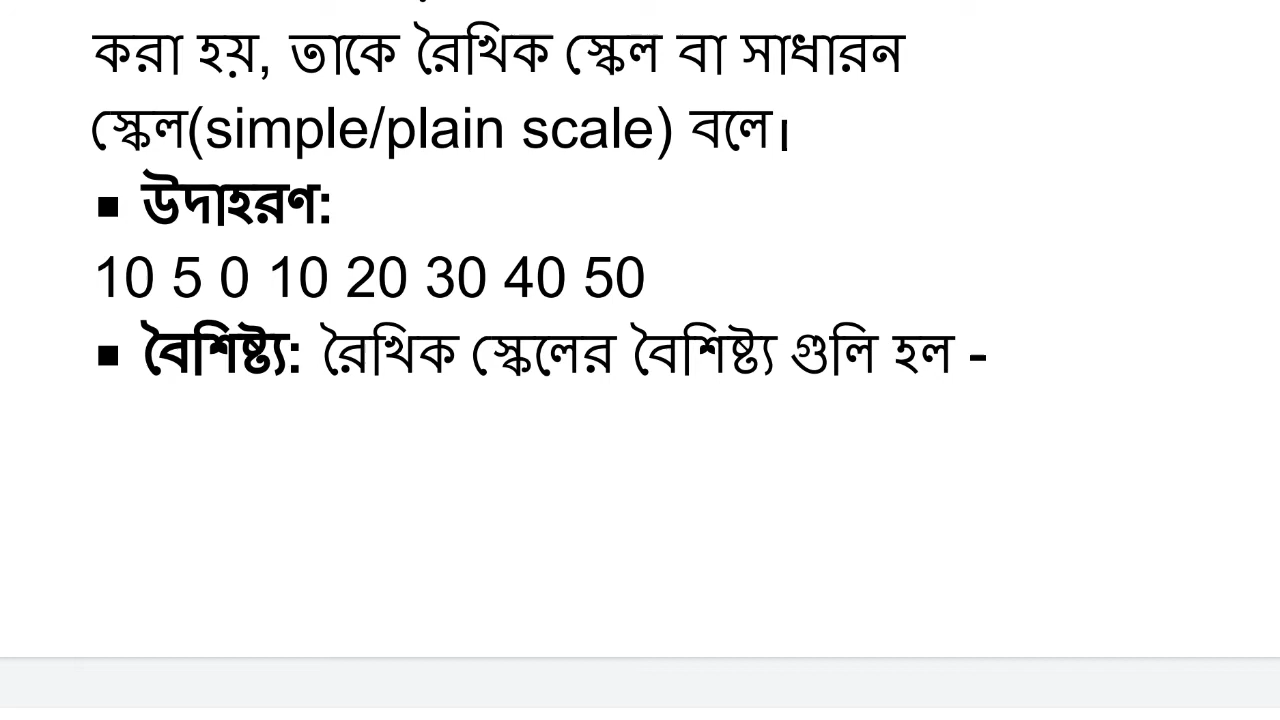 করা হয়, তাকে রৈখিক স্কেল বা সাধারন
স্কেল(simple/plain scale) বলে।
▪ উদাহরণ:
10 5 0 10 20 30 40 50
▪ বৈশিষ্ট্য: রৈখিক স্কেলের বৈশিষ্ট্য গুলি হল -